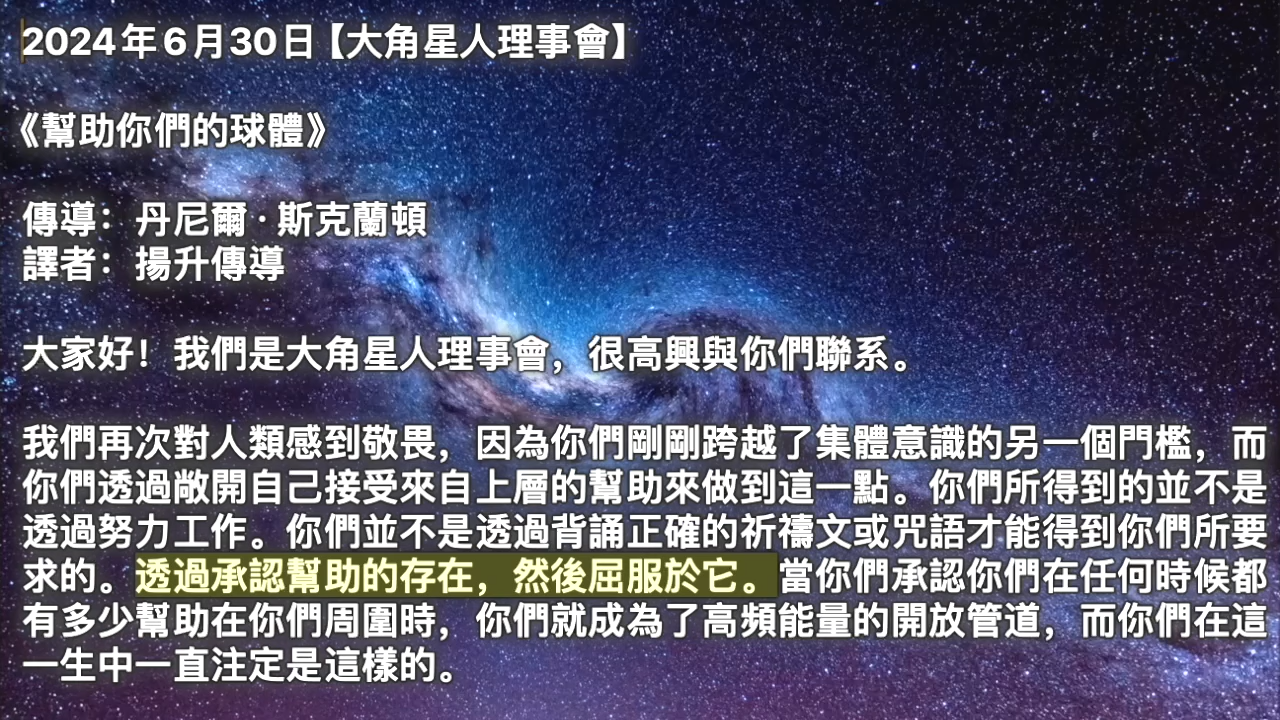 2024年6月30日【大角星人理事會】
《幫助你們的球體》
傳導：丹尼爾·斯克蘭頓
譯者：揚升傳導
大家好！我們是大角星人理事會，很高興與你們聯系。
我們再次對人類感到敬畏，因為你們剛剛跨越了集體意識的另一個門檻，而
你們透過敞開自己接受來自上層的幫助來做到這一點。你們所得到的並不是
透過努力工作。你們並不是透過背誦正確的祈禱文或咒語才能得到你們所要
求的。透過承認幫助的存在，然後屈服於它。當你們承認你們在任何時候都
有多少幫助在你們周圍時，你們就成為了高頻能量的開放管道，而你們在這
一生中一直注定是這樣的。